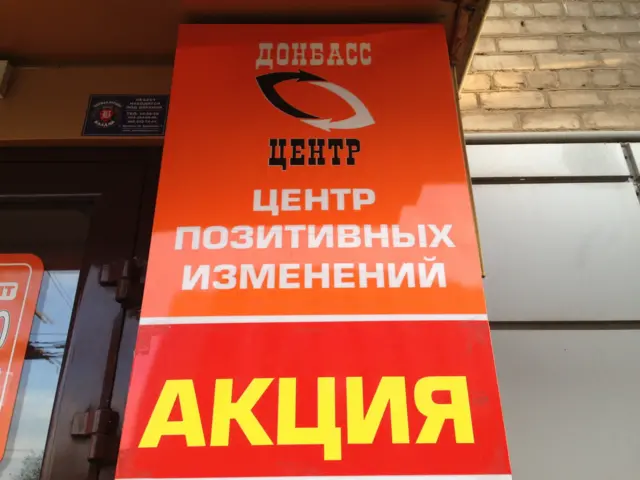 ДОНБАСС
ЦЕНТР
ЦЕНТР
ПОЗИТИВНЫХ
ИЗМЕНЕНИЙ
АКЦИЯ